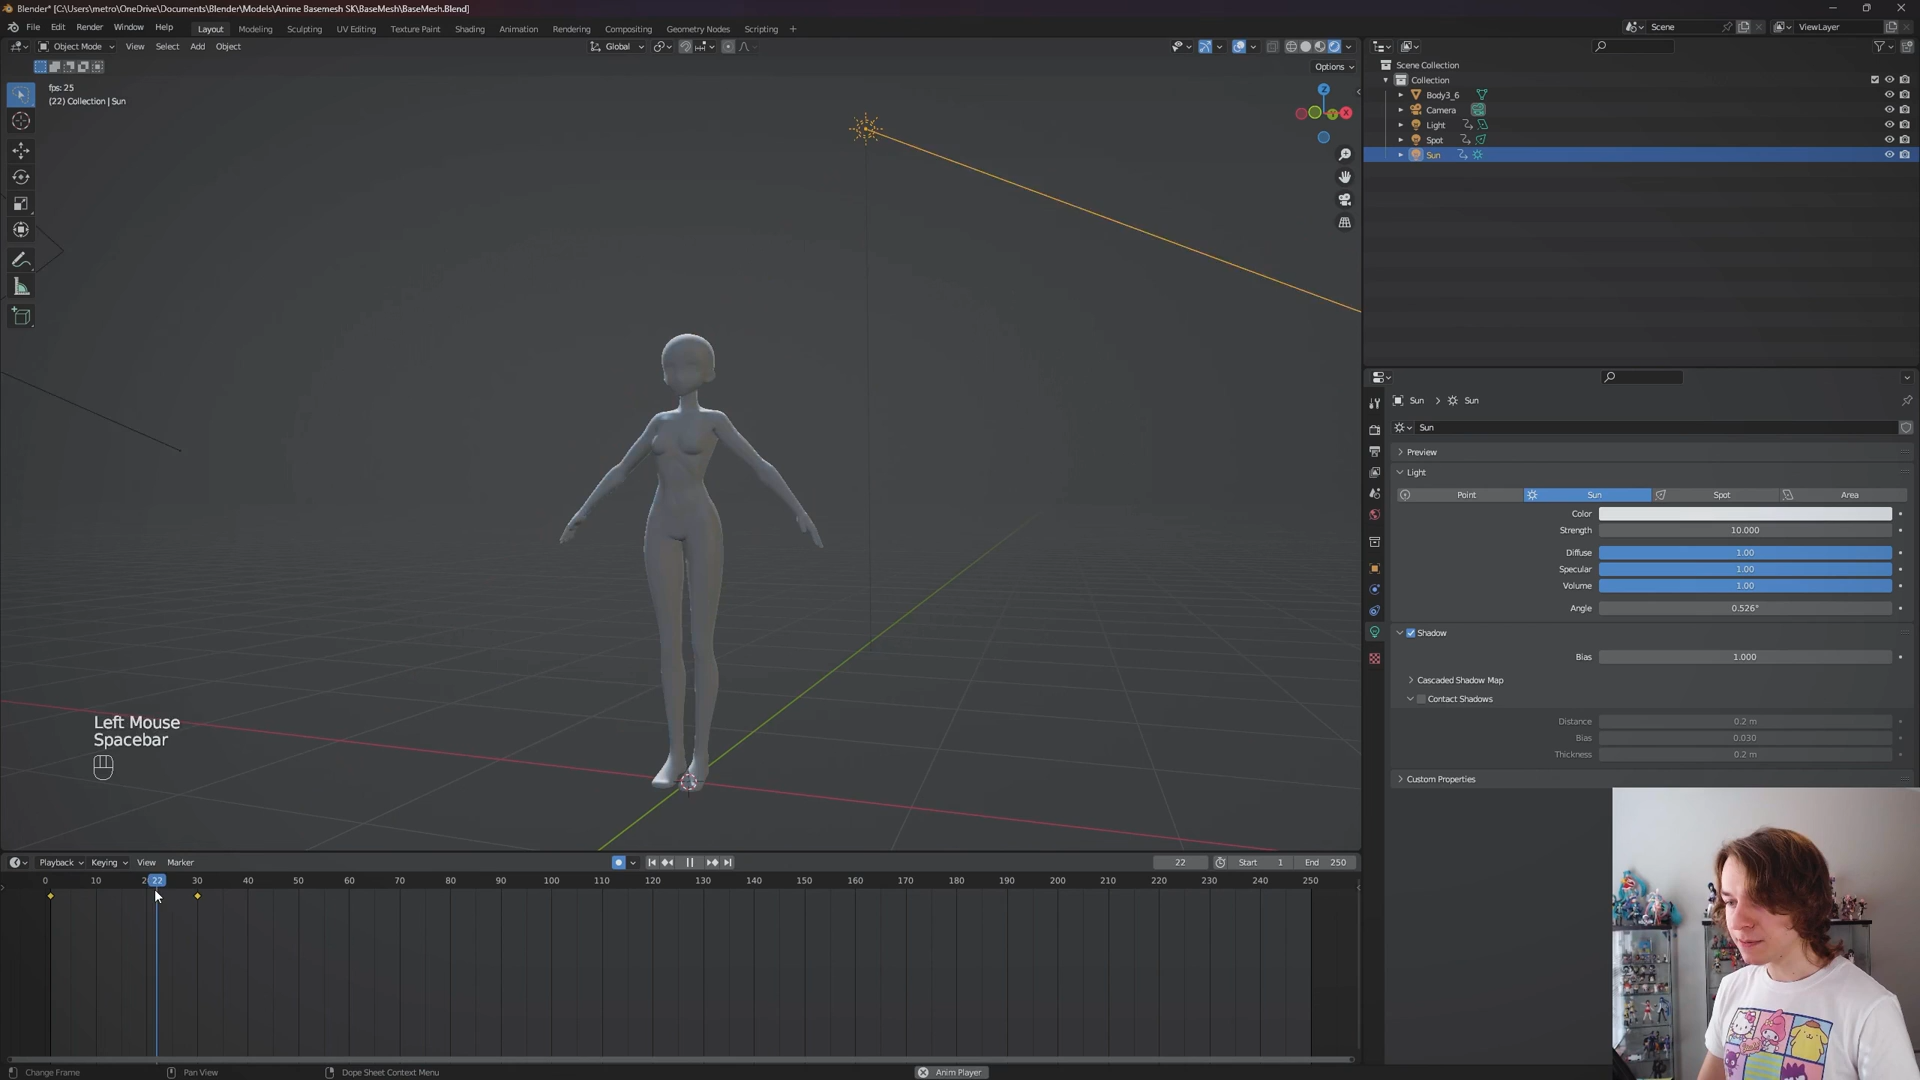 Blender* [C:\Users\metro\OneDrive\Documents\Blender\Models\Anime Basemesh SK\BaseMesh\BaseMesh.Blend]
File Edit Render Window Help Layout Modeling Sculpting UV Editing Texture Paint Shading Animation Rendering Compositing Geometry Nodes Scripting + Scene ViewLayer
Object Mode View Select Add Object Global
Options
fps: 25
(22) Collection | Sun
Z
Y
X
Scene Collection
Collection
Body3_6
Camera
Light
Spot
Sun
Sun > Sun
Sun
Preview
Light
Point Sun Spot Area
Color
Strength 10.000
Diffuse 1.00
Specular 1.00
Volume 1.00
Angle 0.526°
Shadow
Bias 1.000
Cascaded Shadow Map
Contact Shadows
Distance 0.2 m
Bias 0.030
Thickness 0.2 m
Custom Properties
Left Mouse
Spacebar
Playback Keying View Marker 22 Start 1 End 250
0 10 22 30 40 50 60 70 80 90 100 110 120 130 140 150 160 170 180 190 200 210 220 230 240 250
Change Frame Pan View Dope Sheet Context Menu Anim Player